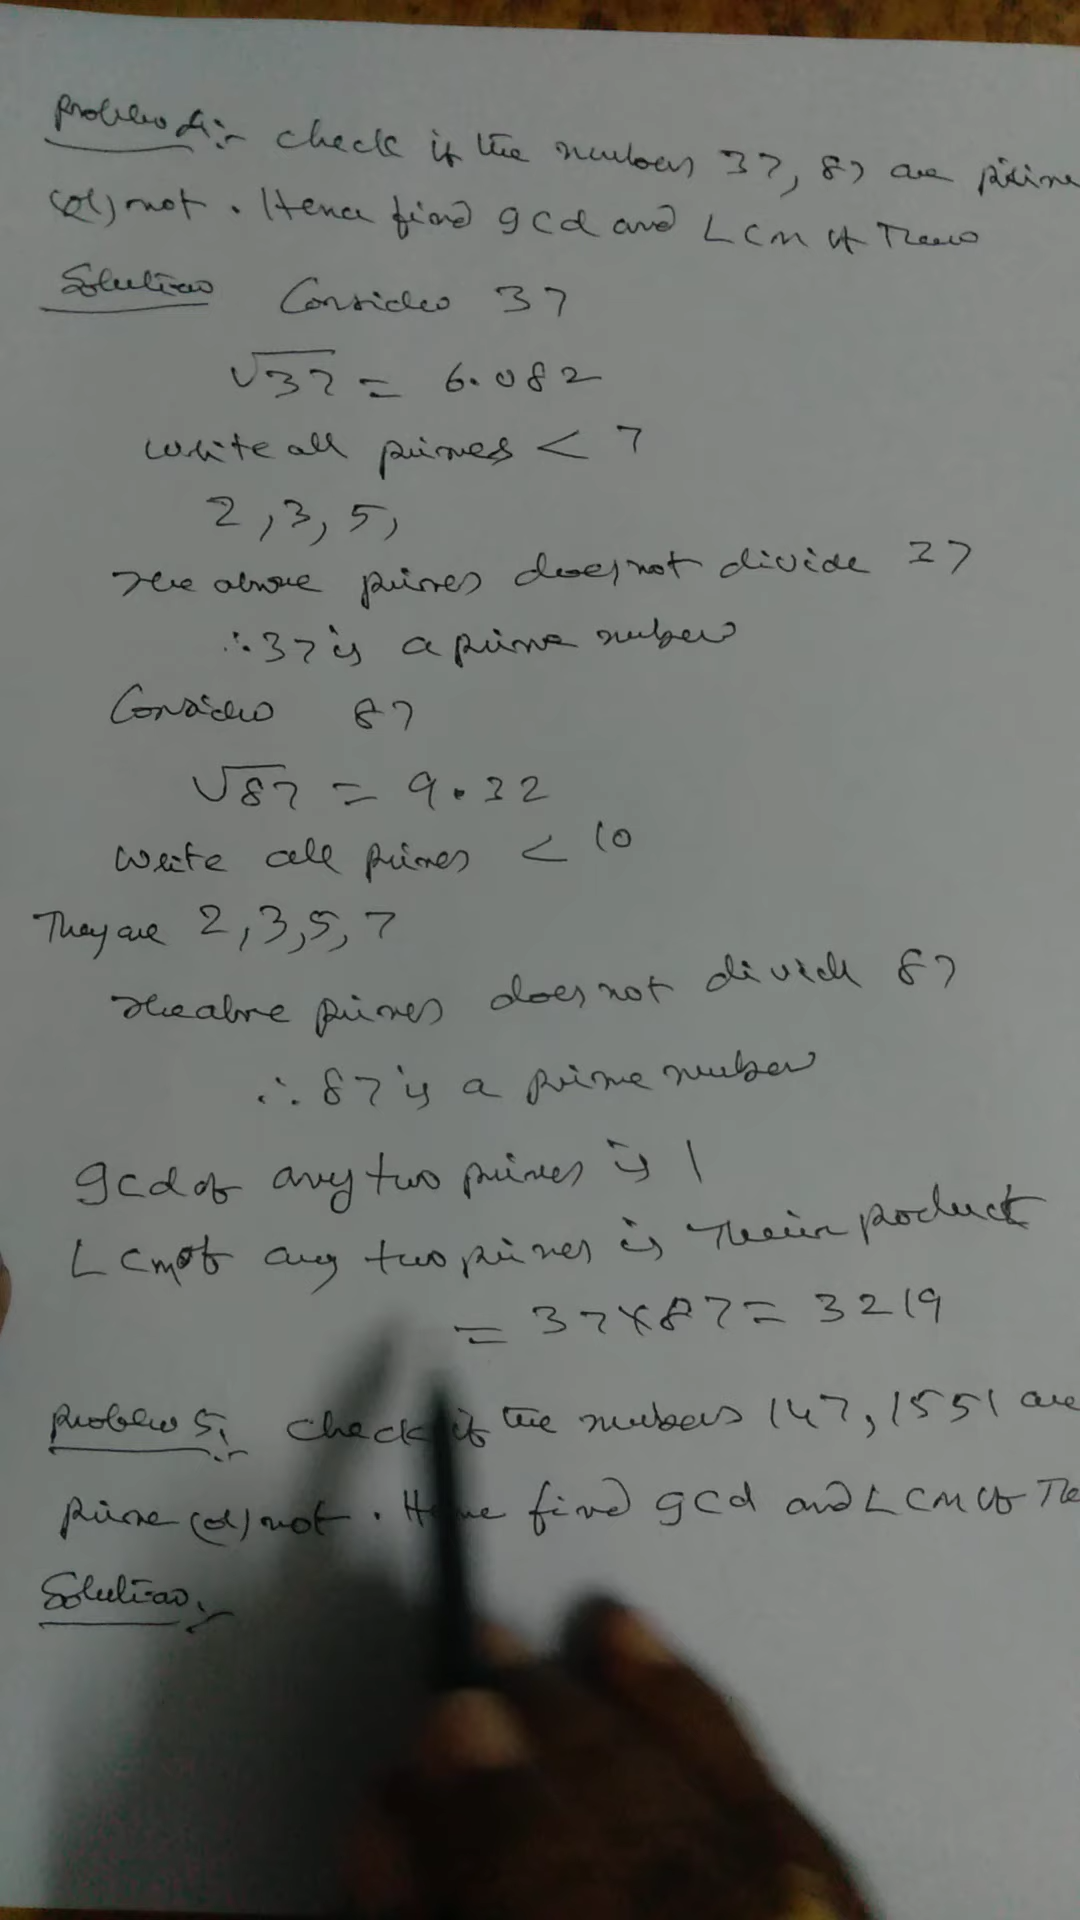 Problem 4:- check if the numbers 37, 87 are prime
(or) not. Hence find gcd and LCM of Them
Solution Consider 37
√37 = 6.082
write all primes < 7
2, 3, 5,
The above primes does not divide 37
∴ 37 is a prime number
Consider 87
√87 = 9.32
write all primes < 10
They are 2, 3, 5, 7
The above primes does not divide 87
∴ 87 is a prime number
gcd of any two primes is 1
LCM of any two primes is Their product
= 37 × 87 = 3219
Problem 5:- check if the numbers 147, 1551 are
prime (or) not. Hence find gcd and LCM of The
Solution:-